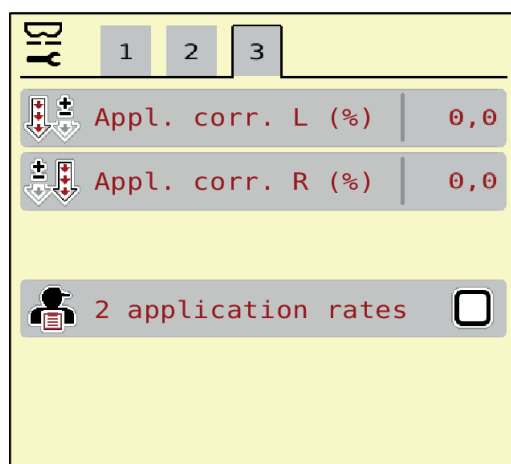 1 2 3
Appl. corr. L (%) 0,0
Appl. corr. R (%) 0,0
2 application rates